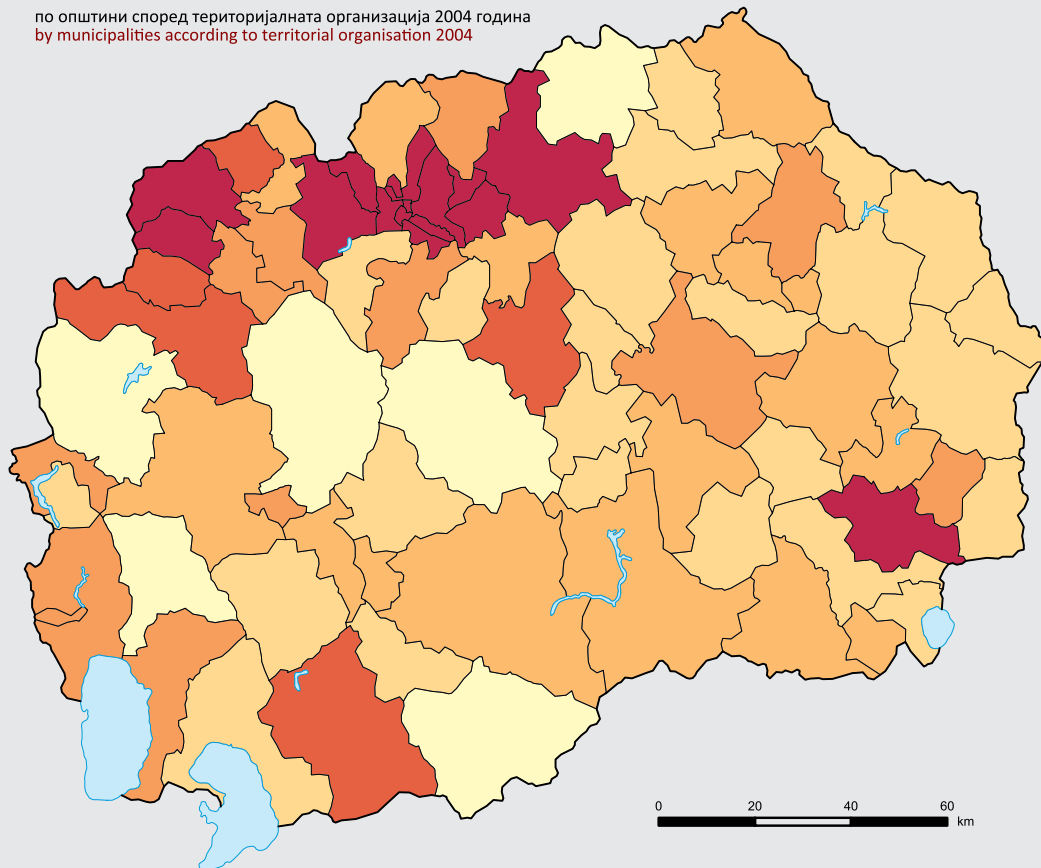 по општини според територијалната организација 2004 година
by municipalities according to territorial organisation 2004
0 20 40 60
km